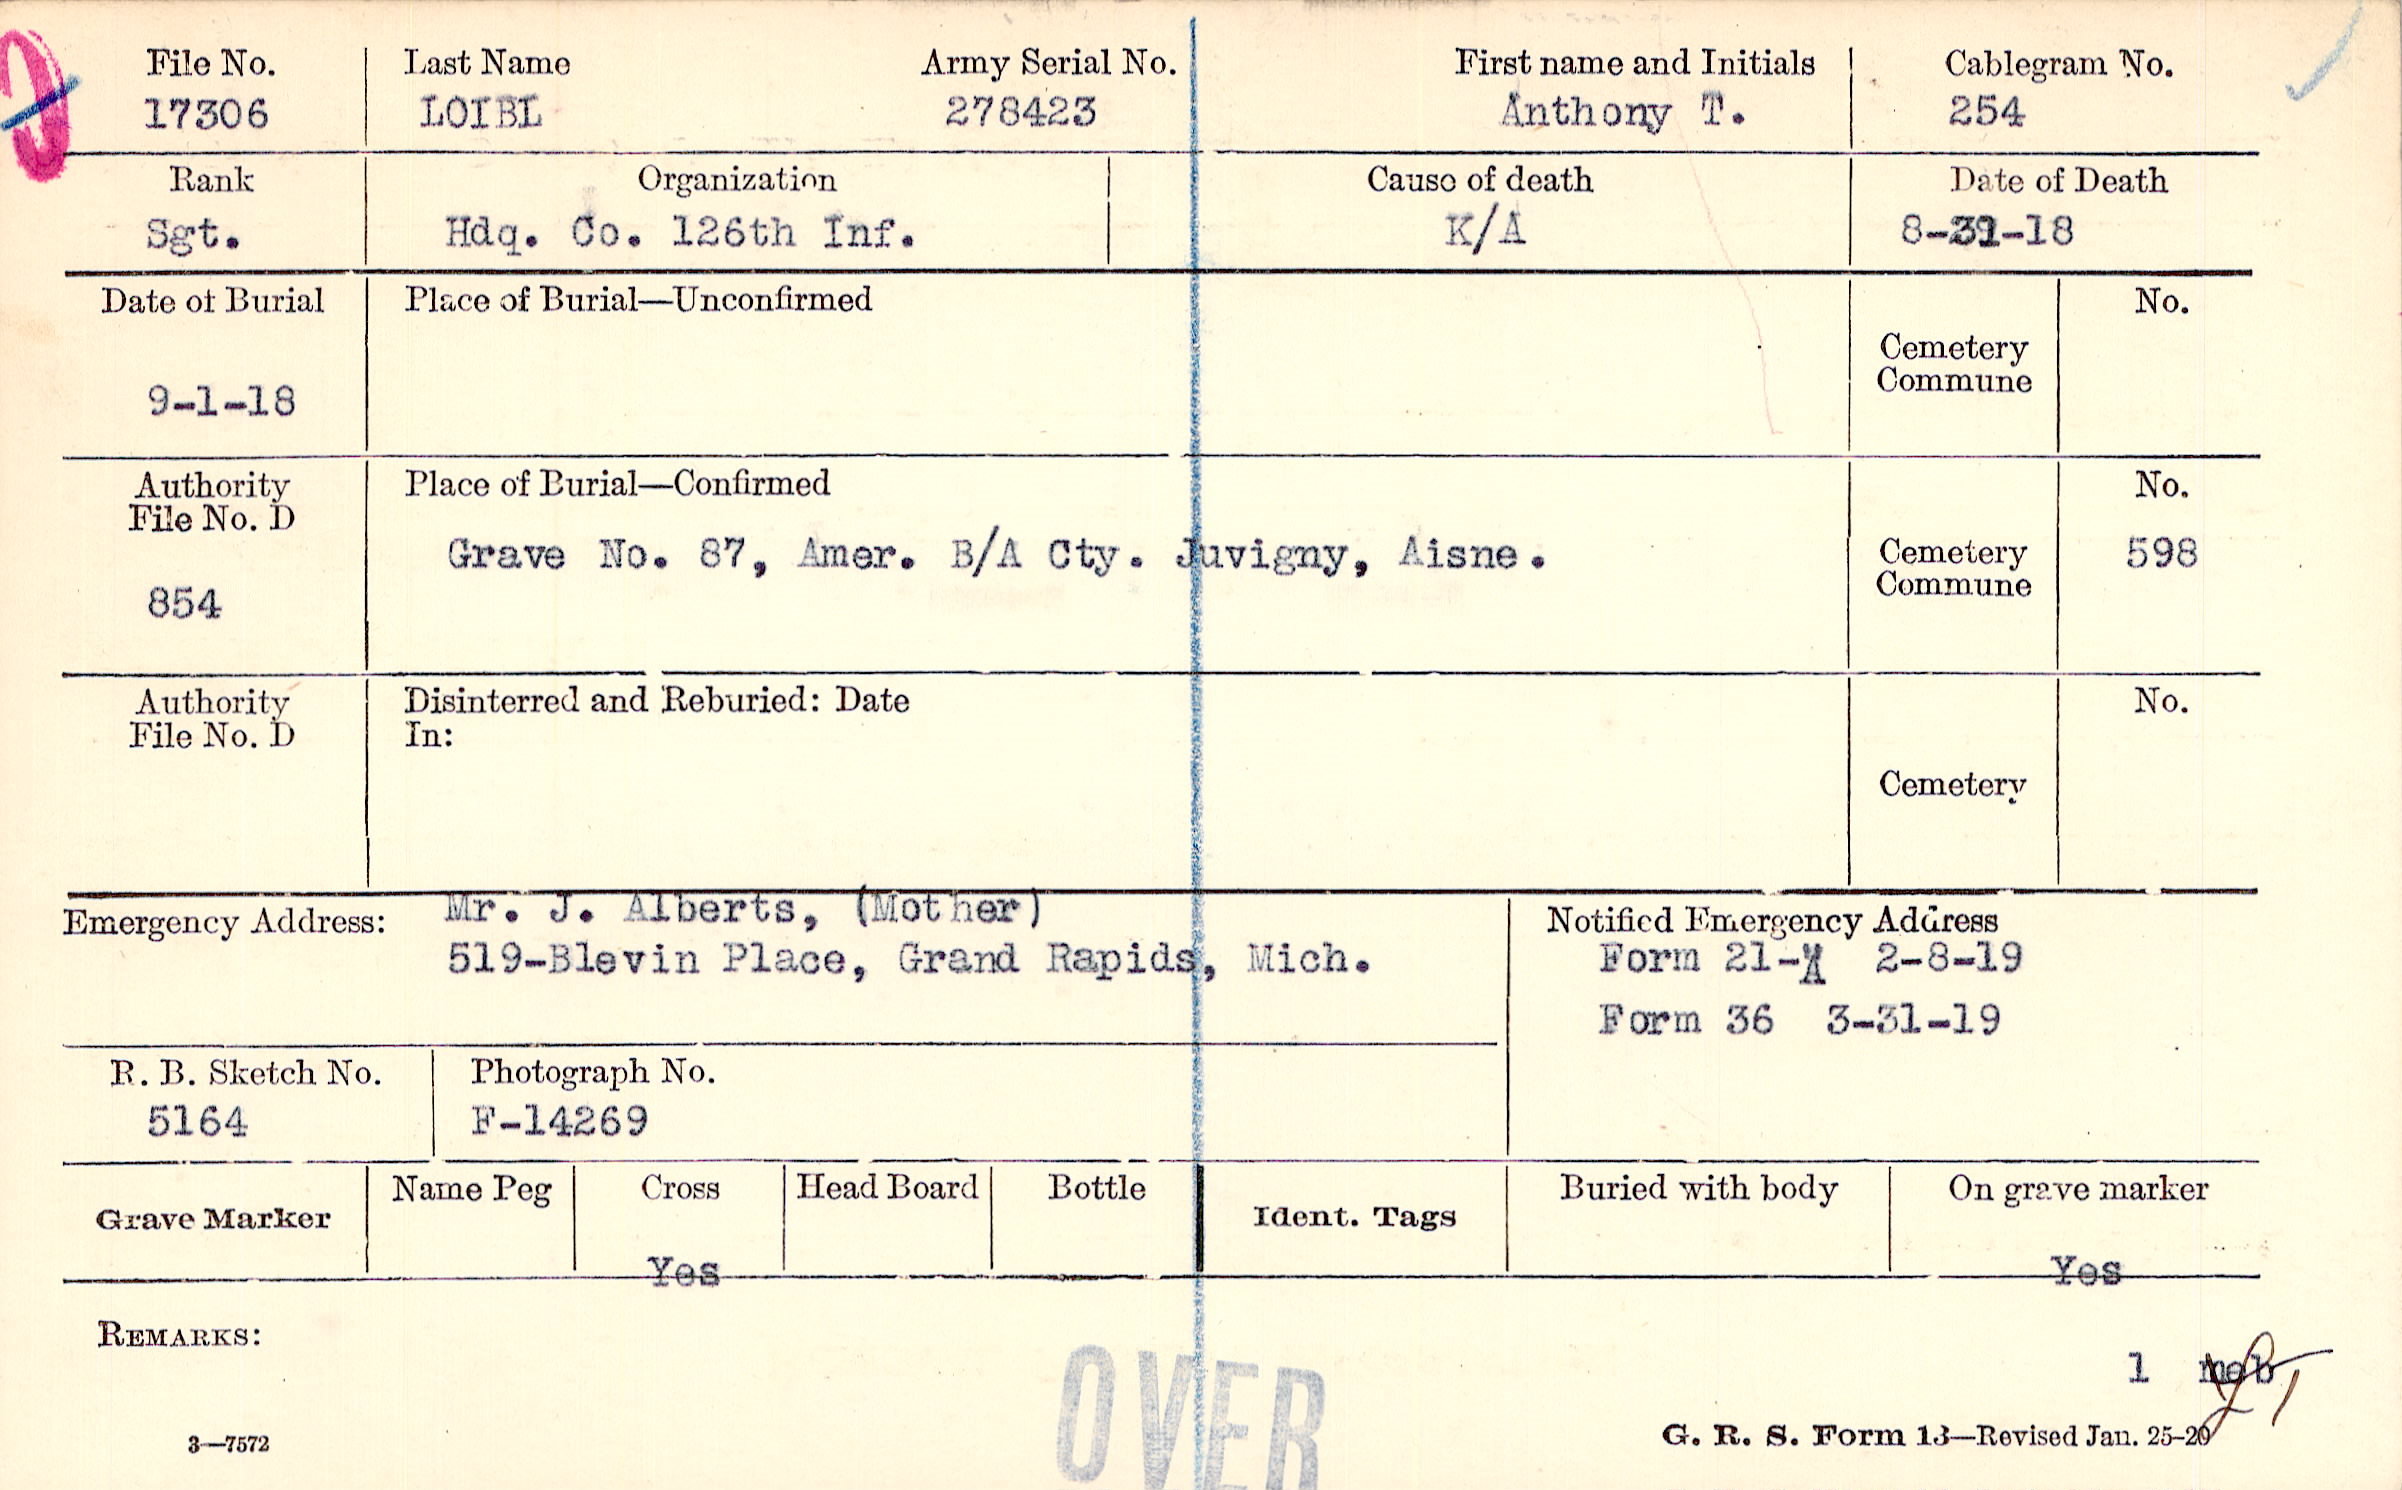 File No. Last Name Army Serial No. First name and Initials Cablegram No.
17306 LOIBL 278423 Anthony T. 254
Rank Organization Cause of death Date of Death
Sgt. Hdq. Co. 126th Inf. K/A 8-31-18
Date of Burial Place of Burial—Unconfirmed No.
Cemetery
Commune
9-1-18
Authority Place of Burial—Confirmed No.
File No. D
Grave No. 87, Amer. B/A Cty. Juvigny, Aisne. Cemetery 598
Commune
854
Authority Disinterred and Reburied: Date No.
File No. D In:
Cemetery
Emergency Address: Mr. J. Alberts, (Mother) Notified Emergency Address
519-Blevin Place, Grand Rapids, Mich. Form 21-A 2-8-19
Form 36 3-31-19
R. B. Sketch No. Photograph No.
5164 F-14269
Grave Marker Name Peg Cross Head Board Bottle Ident. Tags Buried with body On grave marker
Yes Yes
REMARKS:
1 meb
OVER
3—7572 G. R. S. Form 13—Revised Jan. 25-20